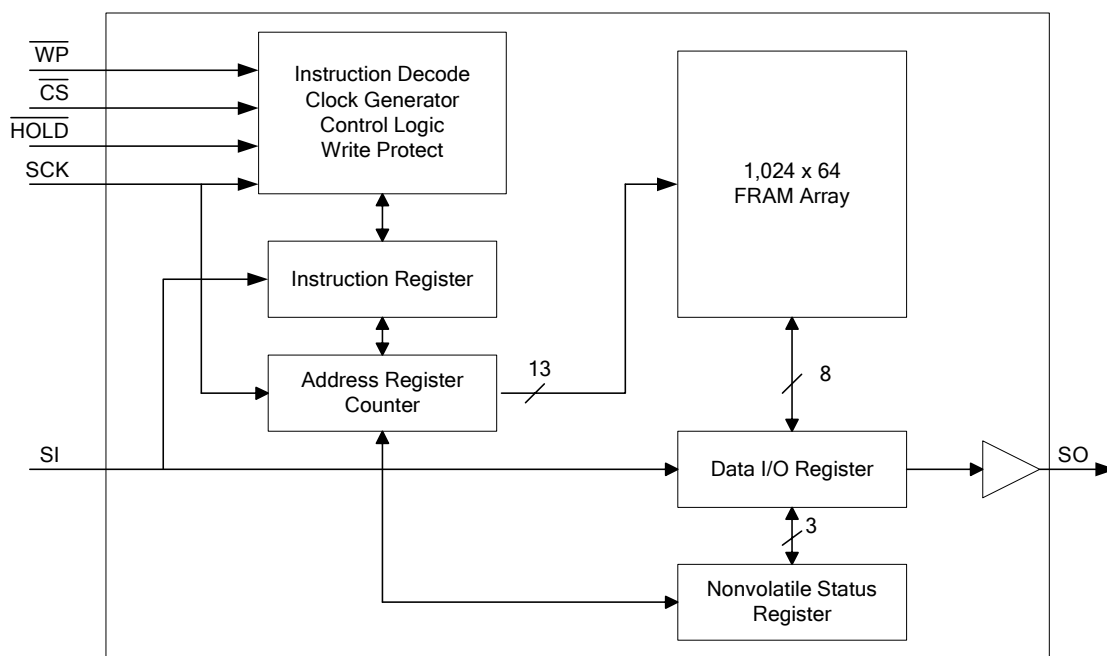 WP
CS
HOLD
SCK
Instruction Decode
Clock Generator
Control Logic
Write Protect
1,024 x 64
FRAM Array
Instruction Register
Address Register
Counter
13
8
SI
Data I/O Register
SO
3
Nonvolatile Status
Register